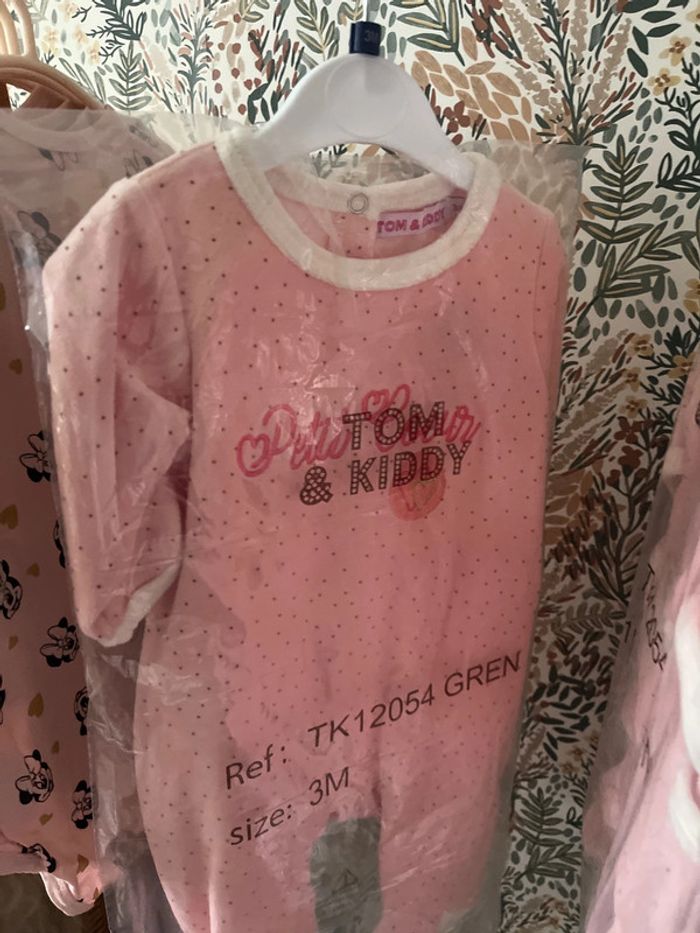 3M
TOM & KIDDY
Petit Cœur
TOM
& KIDDY
Ref: TK12054 GREN
size: 3M